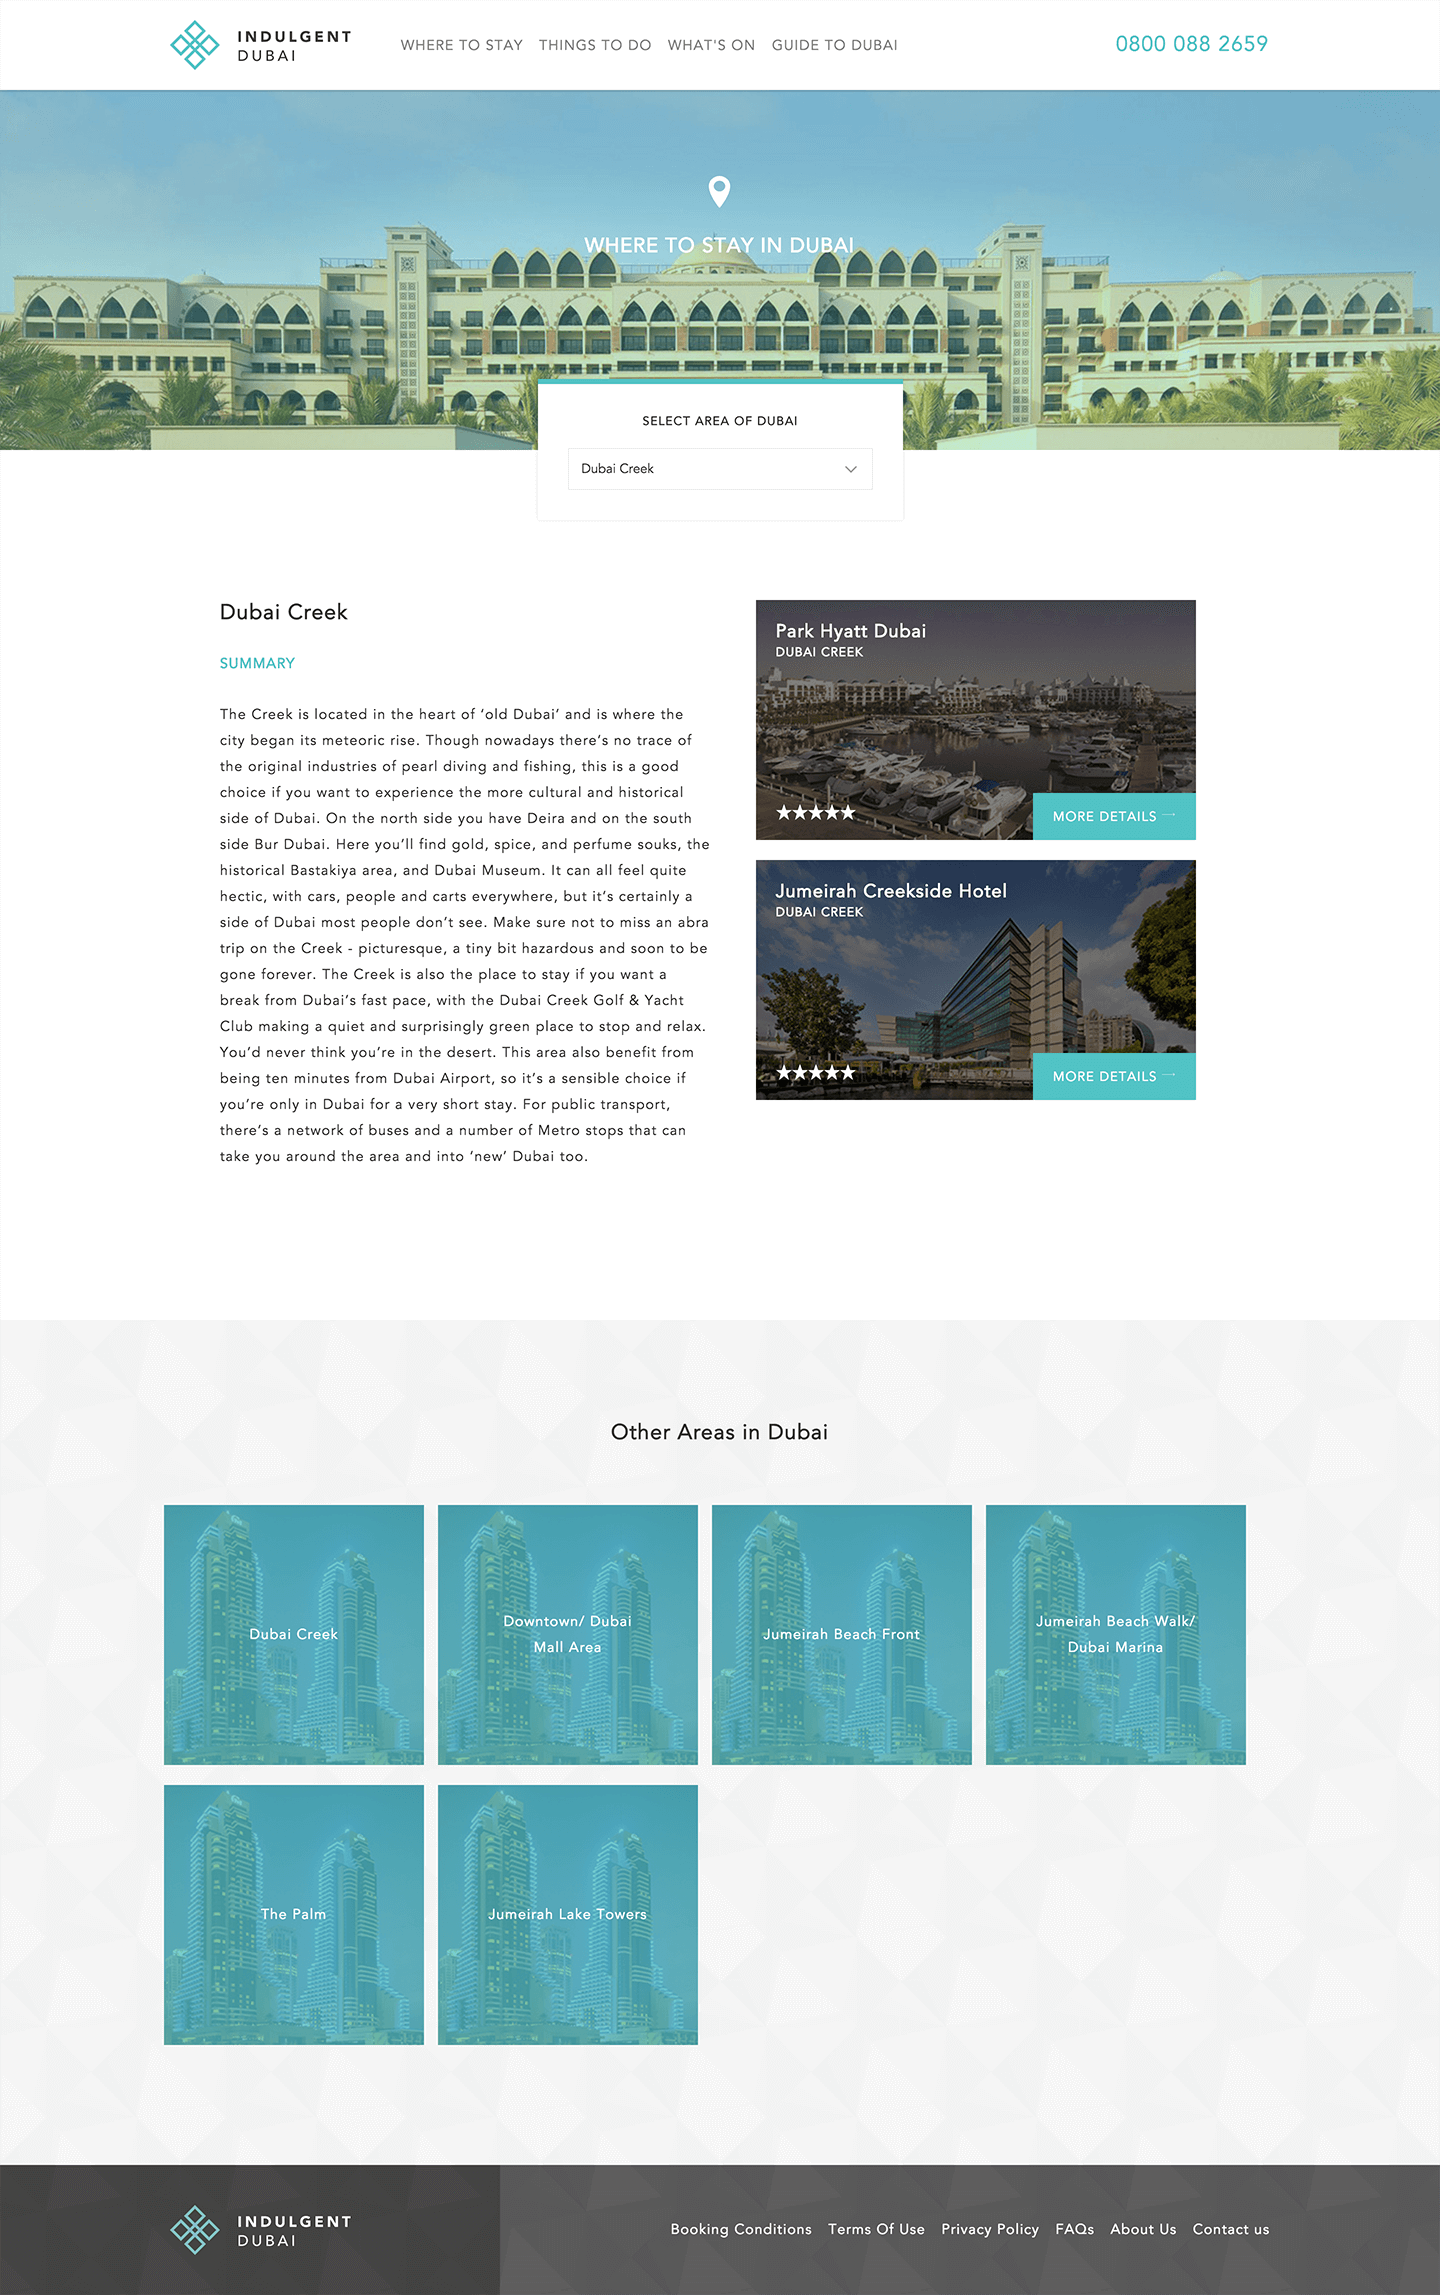 INDULGENT
DUBAI
WHERE TO STAY THINGS TO DO WHAT'S ON GUIDE TO DUBAI
0800 088 2659
WHERE TO STAY IN DUBAI
SELECT AREA OF DUBAI
Dubai Creek
Dubai Creek
SUMMARY
The Creek is located in the heart of ‘old Dubai’ and is where the
city began its meteoric rise. Though nowadays there’s no trace of
the original industries of pearl diving and fishing, this is a good
choice if you want to experience the more cultural and historical
side of Dubai. On the north side you have Deira and on the south
side Bur Dubai. Here you’ll find gold, spice, and perfume souks, the
historical Bastakiya area, and Dubai Museum. It can all feel quite
hectic, with cars, people and carts everywhere, but it’s certainly a
side of Dubai most people don’t see. Make sure not to miss an abra
trip on the Creek - picturesque, a tiny bit hazardous and soon to be
gone forever. The Creek is also the place to stay if you want a
break from Dubai’s fast pace, with the Dubai Creek Golf & Yacht
Club making a quiet and surprisingly green place to stop and relax.
You’d never think you’re in the desert. This area also benefit from
being ten minutes from Dubai Airport, so it’s a sensible choice if
you’re only in Dubai for a very short stay. For public transport,
there’s a network of buses and a number of Metro stops that can
take you around the area and into ‘new’ Dubai too.
Park Hyatt Dubai
DUBAI CREEK
MORE DETAILS
Jumeirah Creekside Hotel
DUBAI CREEK
MORE DETAILS
Other Areas in Dubai
Dubai Creek
Downtown/ Dubai
Mall Area
Jumeirah Beach Front
Jumeirah Beach Walk/
Dubai Marina
The Palm
Jumeirah Lake Towers
INDULGENT
DUBAI
Booking Conditions Terms Of Use Privacy Policy FAQs About Us Contact us